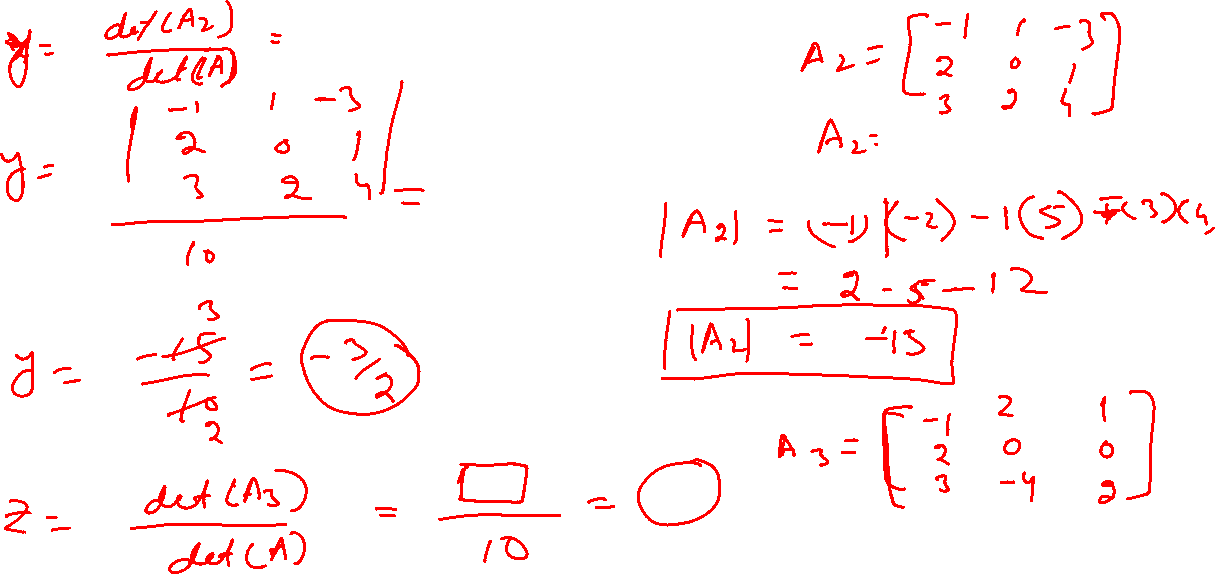 y = det(A2) / det(A) =
y = | -1 1 -3 |
| 2 0 1 |
| 3 2 4 | =
10
y = -15 / 10 = -3/2
3
2
z = det(A3) / det(A) = □ / 10 = ○
A2 = [ -1 1 -3
2 0 1
3 2 4 ]
A2 =
|A2| = (-1)(-2) - 1(5) + (-3)(4)
= 2 - 5 - 12
|A2| = -15
A3 = [ -1 2 1
2 0 0
3 -4 2 ]